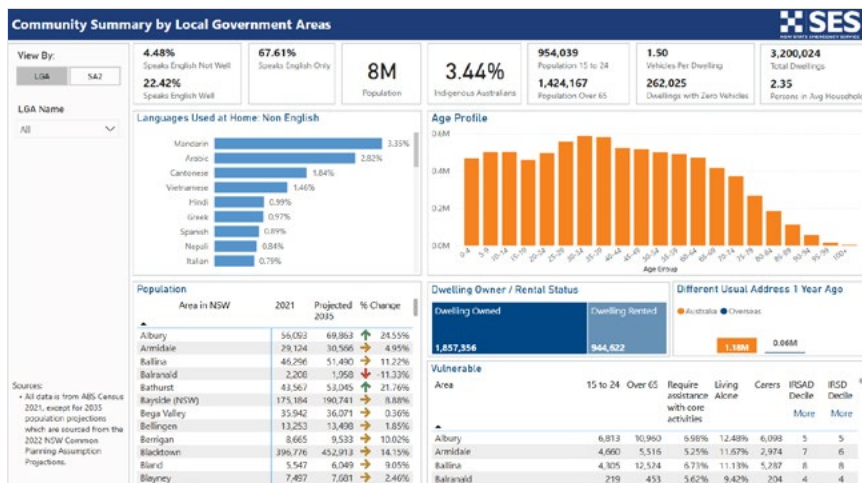 Community Summary by Local Government Areas
SES
NSW STATE EMERGENCY SERVICE
View By:
LGA
SA2
LGA Name
All
4.48%
Speaks English Not Well
22.42%
Speaks English Well
67.61%
Speaks English Only
8M
Population
3.44%
Indigenous Australians
954,039
Population 15 to 24
1,424,167
Population Over 65
1.50
Vehicles Per Dwelling
262,025
Dwellings with Zero Vehicles
3,200,024
Total Dwellings
2.35
Persons in Avg Household
Languages Used at Home: Non English
Mandarin 3.35%
Arabic 2.82%
Cantonese 1.84%
Vietnamese 1.46%
Hindi 0.99%
Greek 0.97%
Spanish 0.89%
Nepali 0.84%
Italian 0.79%
Age Profile
0.6M
0.4M
0.2M
0.0M
0-4 5-9 10-14 15-19 20-24 25-29 30-34 35-39 40-44 45-49 50-54 55-59 60-64 65-69 70-74 75-79 80-84 85-89 90-94 95-99 100+
Age Group
Population
Area in NSW 2021 Projected 2035 % Change
Albury 56,093 69,863 24.55%
Armidale 29,124 30,566 4.95%
Ballina 46,296 51,490 11.22%
Balranald 2,208 1,958 -11.33%
Bathurst 43,567 53,045 21.76%
Bayside (NSW) 175,184 190,741 8.88%
Bega Valley 35,942 36,071 0.36%
Bellingen 13,253 13,498 1.85%
Berrigan 8,665 9,533 10.02%
Blacktown 396,776 452,913 14.15%
Bland 5,547 6,049 9.05%
Blayney 7,497 7,681 2.46%
Dwelling Owner / Rental Status
Dwelling Owned
1,857,356
Dwelling Rented
944,622
Different Usual Address 1 Year Ago
Australia Overseas
1.18M
0.06M
Vulnerable
Area 15 to 24 Over 65 Require assistance with core activities Living Alone Carers IRSAD Decile IRSD Decile
More More
Albury 6,813 10,960 6.98% 12.48% 6,098 5 5
Armidale 4,660 5,516 5.25% 11.67% 2,974 7 6
Ballina 4,305 12,524 6.73% 11.13% 5,287 8 8
Balranald 219 453 5.62% 9.42% 204 4 4
Sources:
• All data is from ABS Census
2021, except for 2035
population projections
which are sourced from the
2022 NSW Common
Planning Assumption
Projections.